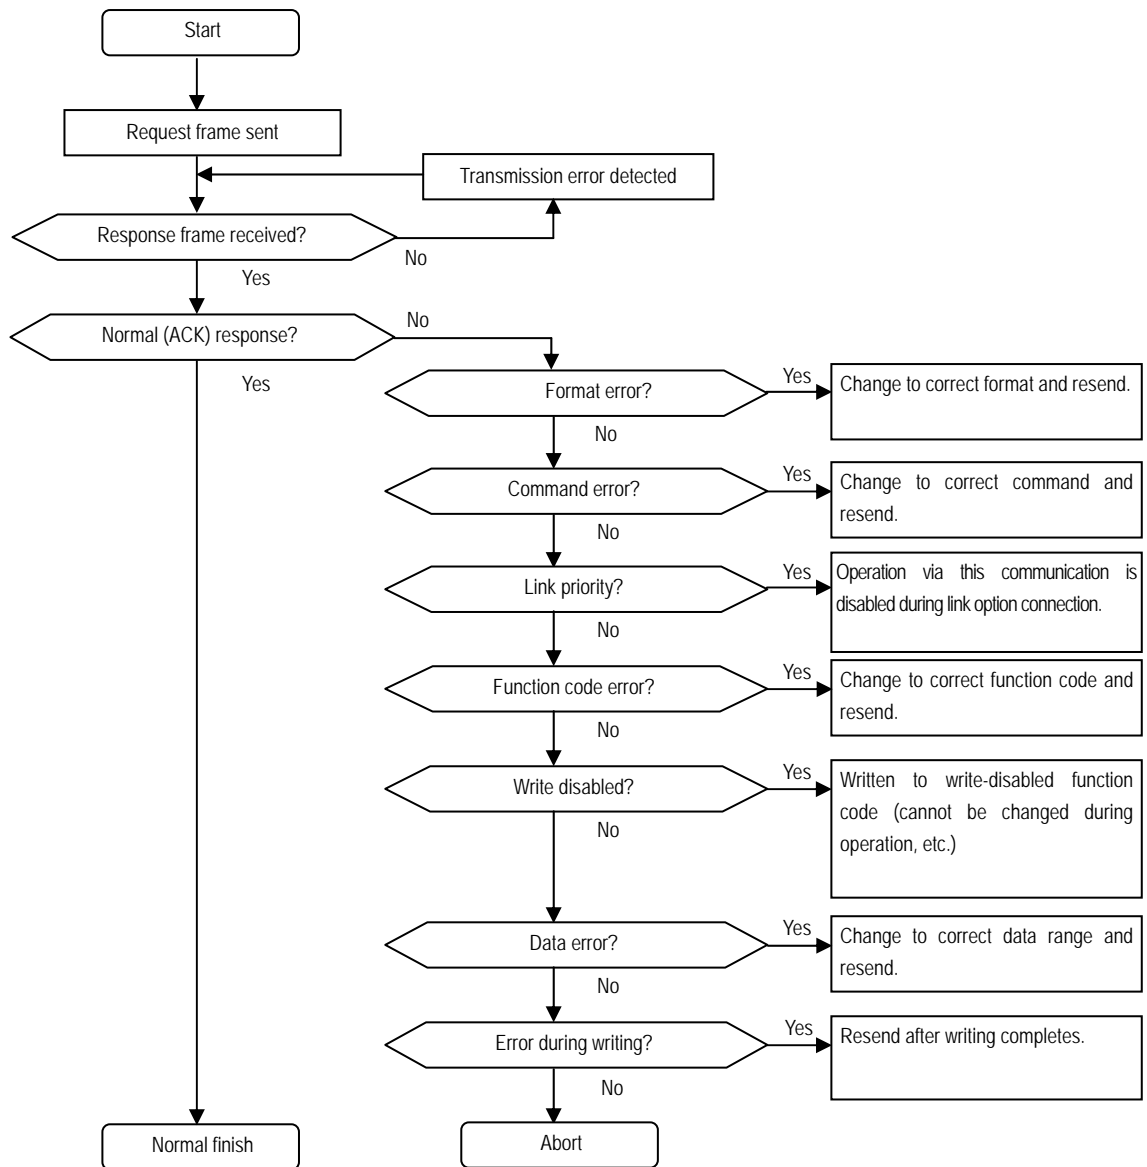 Start
Request frame sent
Transmission error detected
Response frame received?
No
Yes
Normal (ACK) response?
No
Yes
Format error?
Yes
Change to correct format and resend.
No
Command error?
Yes
Change to correct command and
resend.
No
Link priority?
Yes
Operation via this communication is
disabled during link option connection.
No
Function code error?
Yes
Change to correct function code and
resend.
No
Write disabled?
Yes
Written to write-disabled function
code (cannot be changed during
operation, etc.)
No
Data error?
Yes
Change to correct data range and
resend.
No
Error during writing?
Yes
Resend after writing completes.
No
Normal finish
Abort